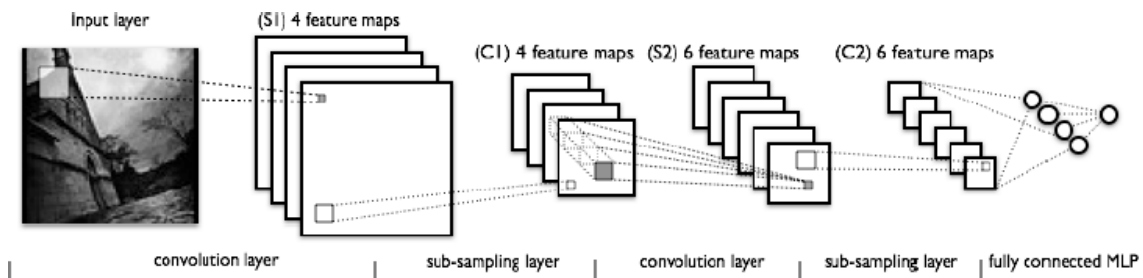 Input layer
(S1) 4 feature maps
(C1) 4 feature maps
(S2) 6 feature maps
(C2) 6 feature maps
convolution layer
sub-sampling layer
convolution layer
sub-sampling layer
fully connected MLP